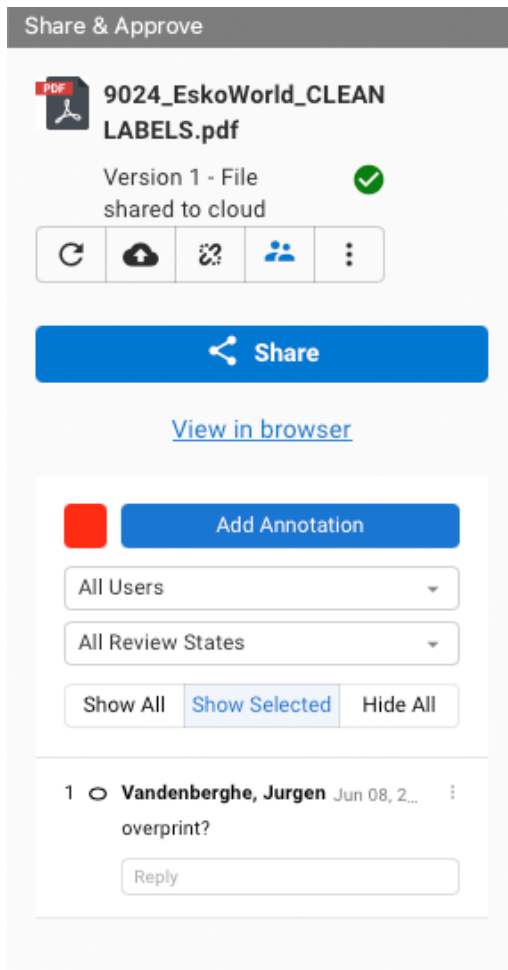 Share & Approve
PDF
9024_EskoWorld_CLEAN
LABELS.pdf
Version 1 - File
shared to cloud
Share
View in browser
Add Annotation
All Users
All Review States
Show All Show Selected Hide All
1 Vandenberghe, Jurgen Jun 08, 2...
overprint?
Reply